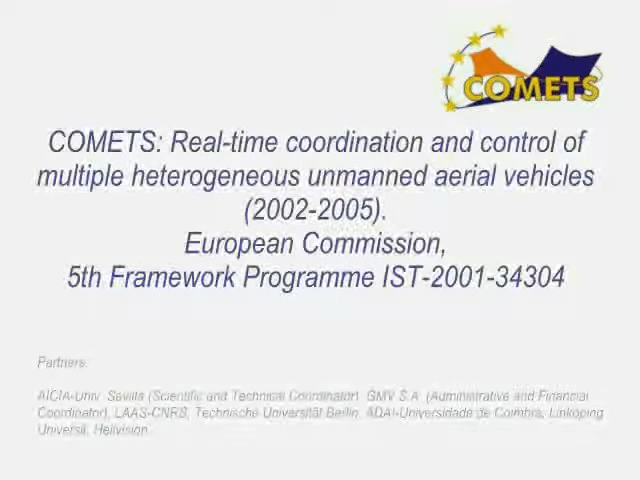 COMETS
COMETS: Real-time coordination and control of
multiple heterogeneous unmanned aerial vehicles
(2002-2005).
European Commission,
5th Framework Programme IST-2001-34304
Partners:
AICIA-Univ. Sevilla (Scientific and Technical Coordinator), GMV S.A. (Administrative and Financial
Coordinator), LAAS-CNRS, Technische Universität Berlin, ADAI-Universidade de Coimbra, Linköping
Universit, Helivision.